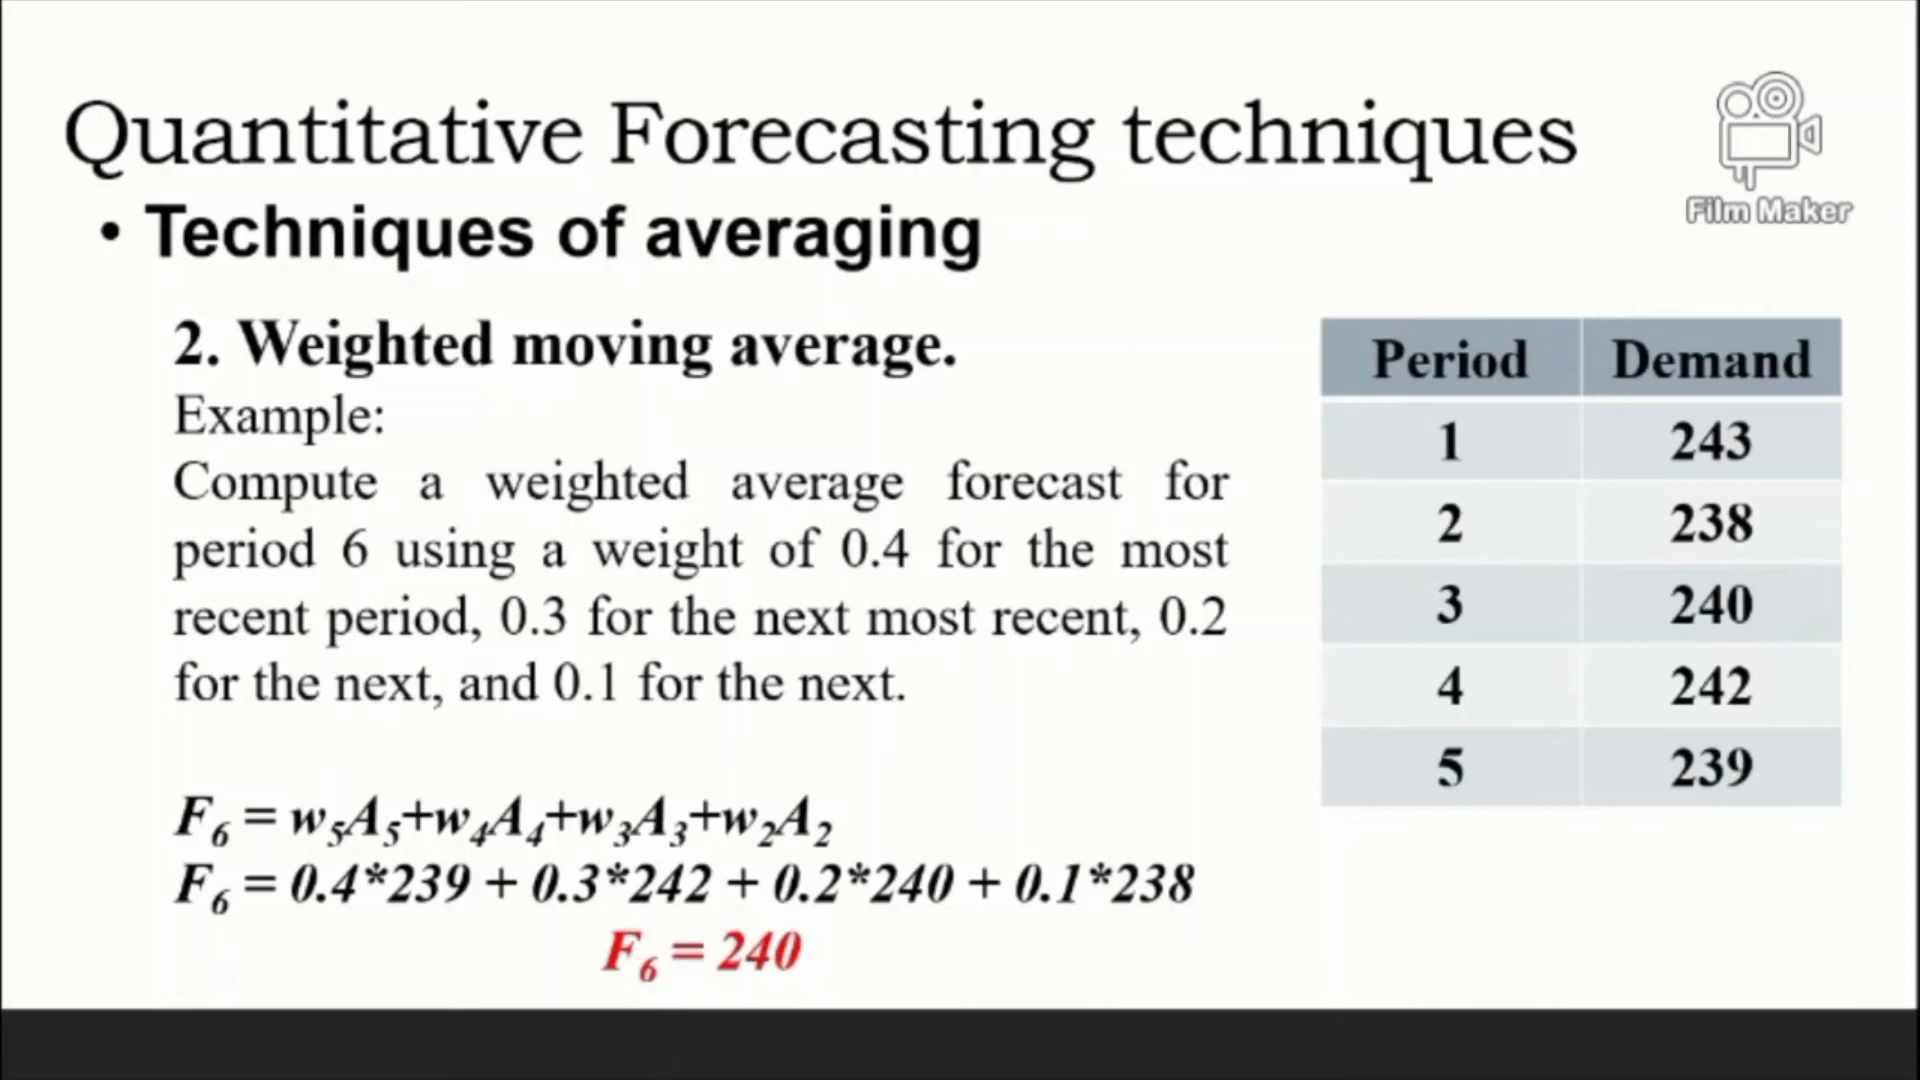 Quantitative Forecasting techniques
Film Maker
• Techniques of averaging
2. Weighted moving average.
Example:
Compute a weighted average forecast for
period 6 using a weight of 0.4 for the most
recent period, 0.3 for the next most recent, 0.2
for the next, and 0.1 for the next.
F₆ = w₅A₅+w₄A₄+w₃A₃+w₂A₂
F₆ = 0.4*239 + 0.3*242 + 0.2*240 + 0.1*238
F₆ = 240
Period Demand
1 243
2 238
3 240
4 242
5 239